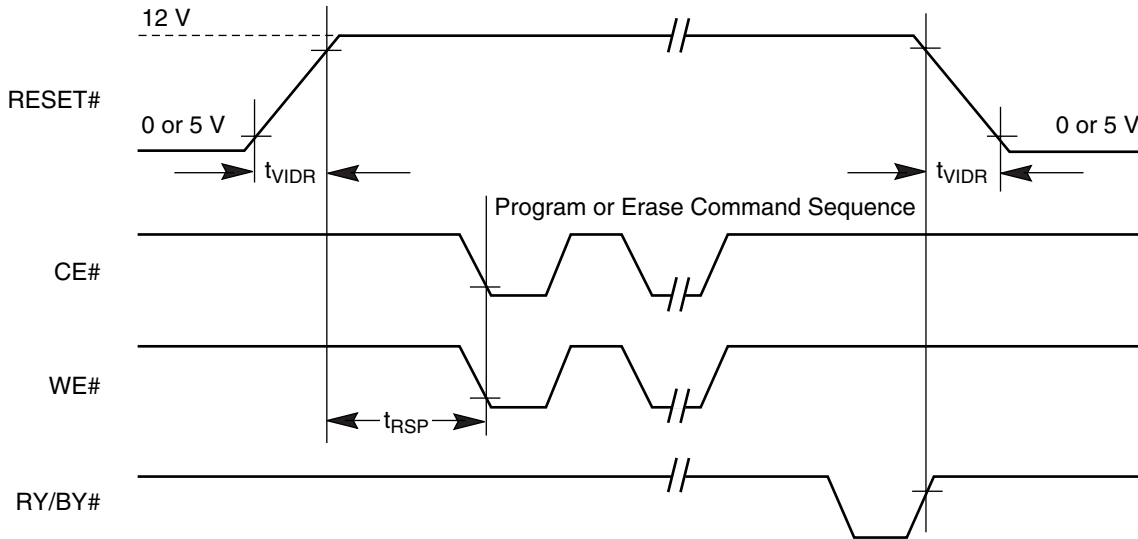 12 V
RESET#
0 or 5 V
0 or 5 V
tVIDR
tVIDR
Program or Erase Command Sequence
CE#
WE#
tRSP
RY/BY#